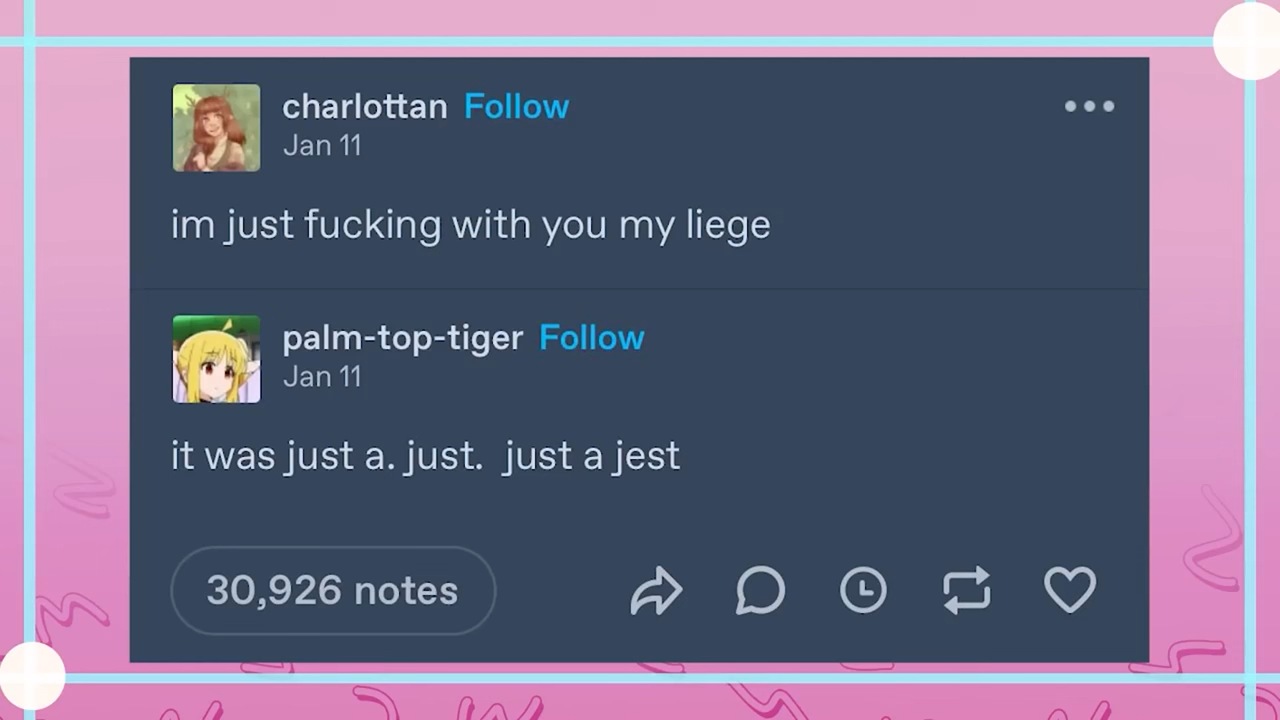 charlottan Follow
Jan 11
im just fucking with you my liege
palm-top-tiger Follow
Jan 11
it was just a. just.  just a jest
30,926 notes